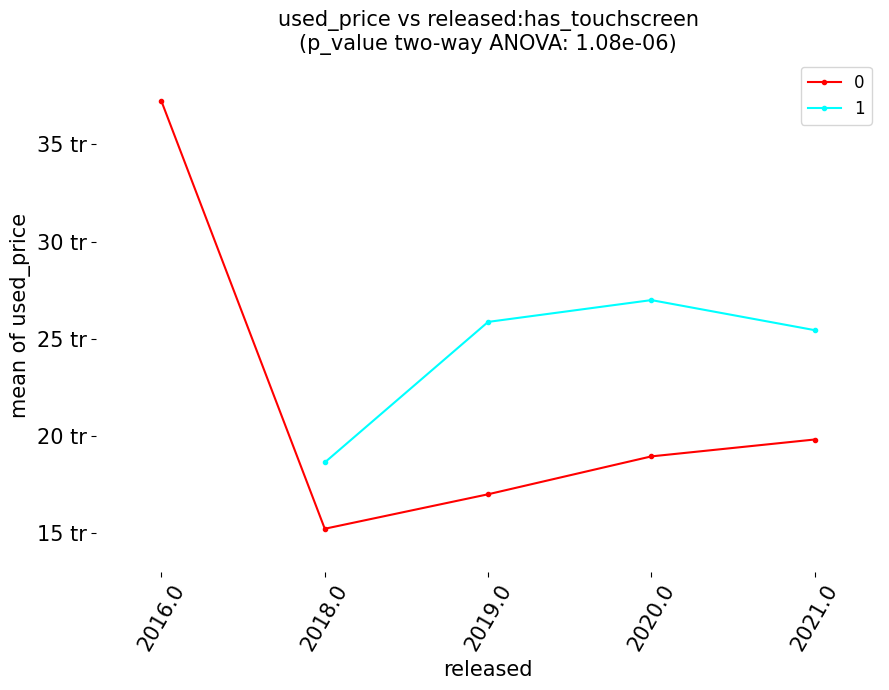 used_price vs released:has_touchscreen
(p_value two-way ANOVA: 1.08e-06)
0
1
35 tr
30 tr
25 tr
20 tr
15 tr
mean of used_price
2016.0
2018.0
2019.0
2020.0
2021.0
released